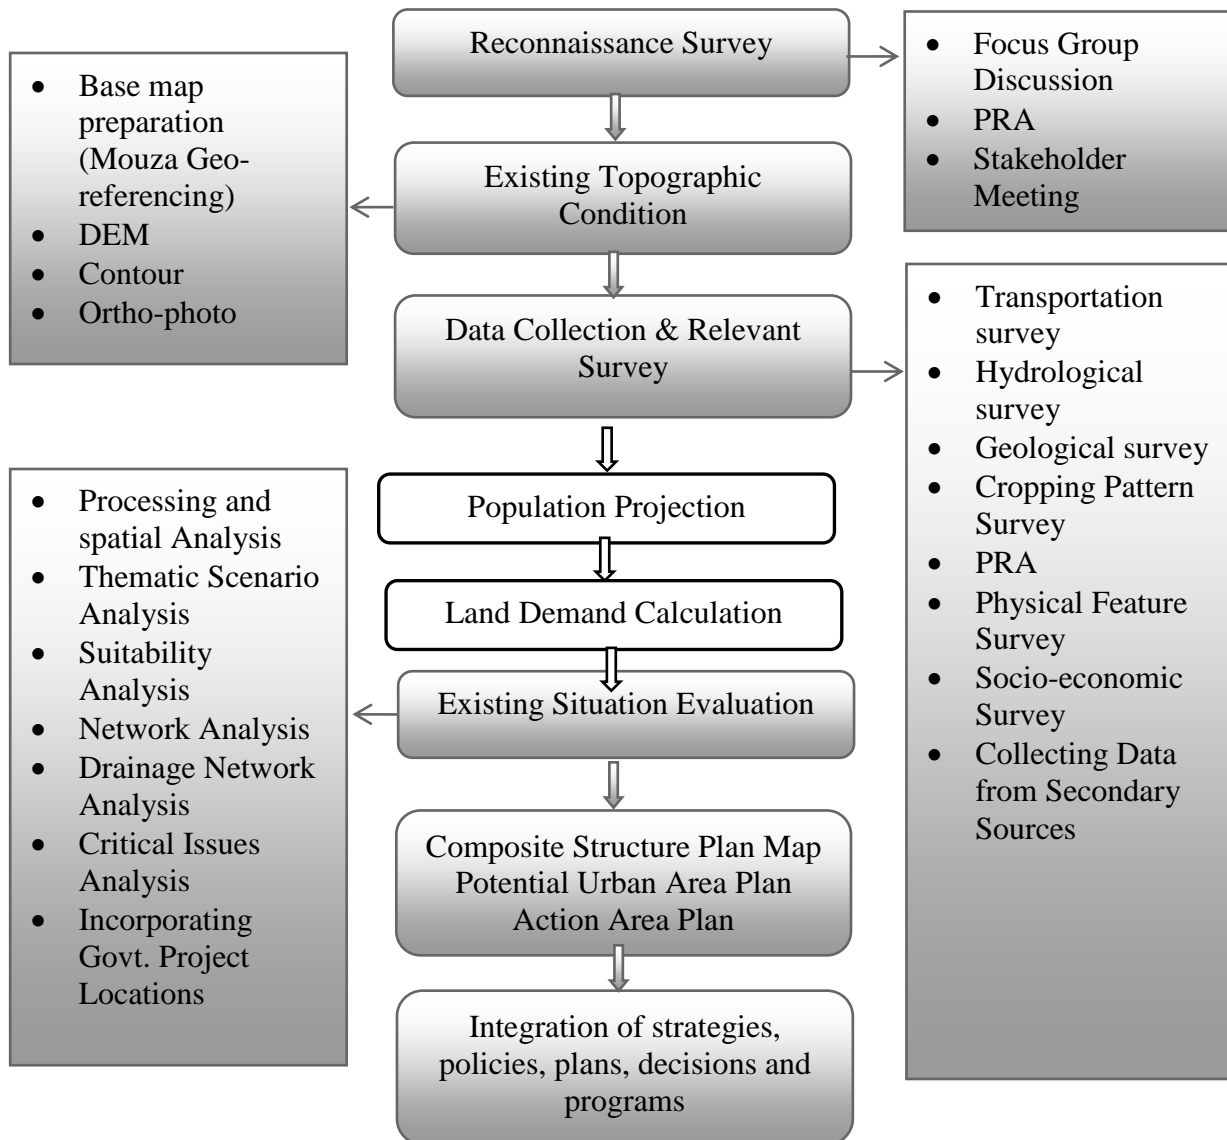 Reconnaissance Survey
• Focus Group
Discussion
• PRA
• Stakeholder
Meeting
• Base map
preparation
(Mouza Geo-
referencing)
• DEM
• Contour
• Ortho-photo
Existing Topographic
Condition
Data Collection & Relevant
Survey
• Transportation
survey
• Hydrological
survey
• Geological survey
• Cropping Pattern
Survey
• PRA
• Physical Feature
Survey
• Socio-economic
Survey
• Collecting Data
from Secondary
Sources
Population Projection
Land Demand Calculation
Existing Situation Evaluation
• Processing and
spatial Analysis
• Thematic Scenario
Analysis
• Suitability
Analysis
• Network Analysis
• Drainage Network
Analysis
• Critical Issues
Analysis
• Incorporating
Govt. Project
Locations
Composite Structure Plan Map
Potential Urban Area Plan
Action Area Plan
Integration of strategies,
policies, plans, decisions and
programs